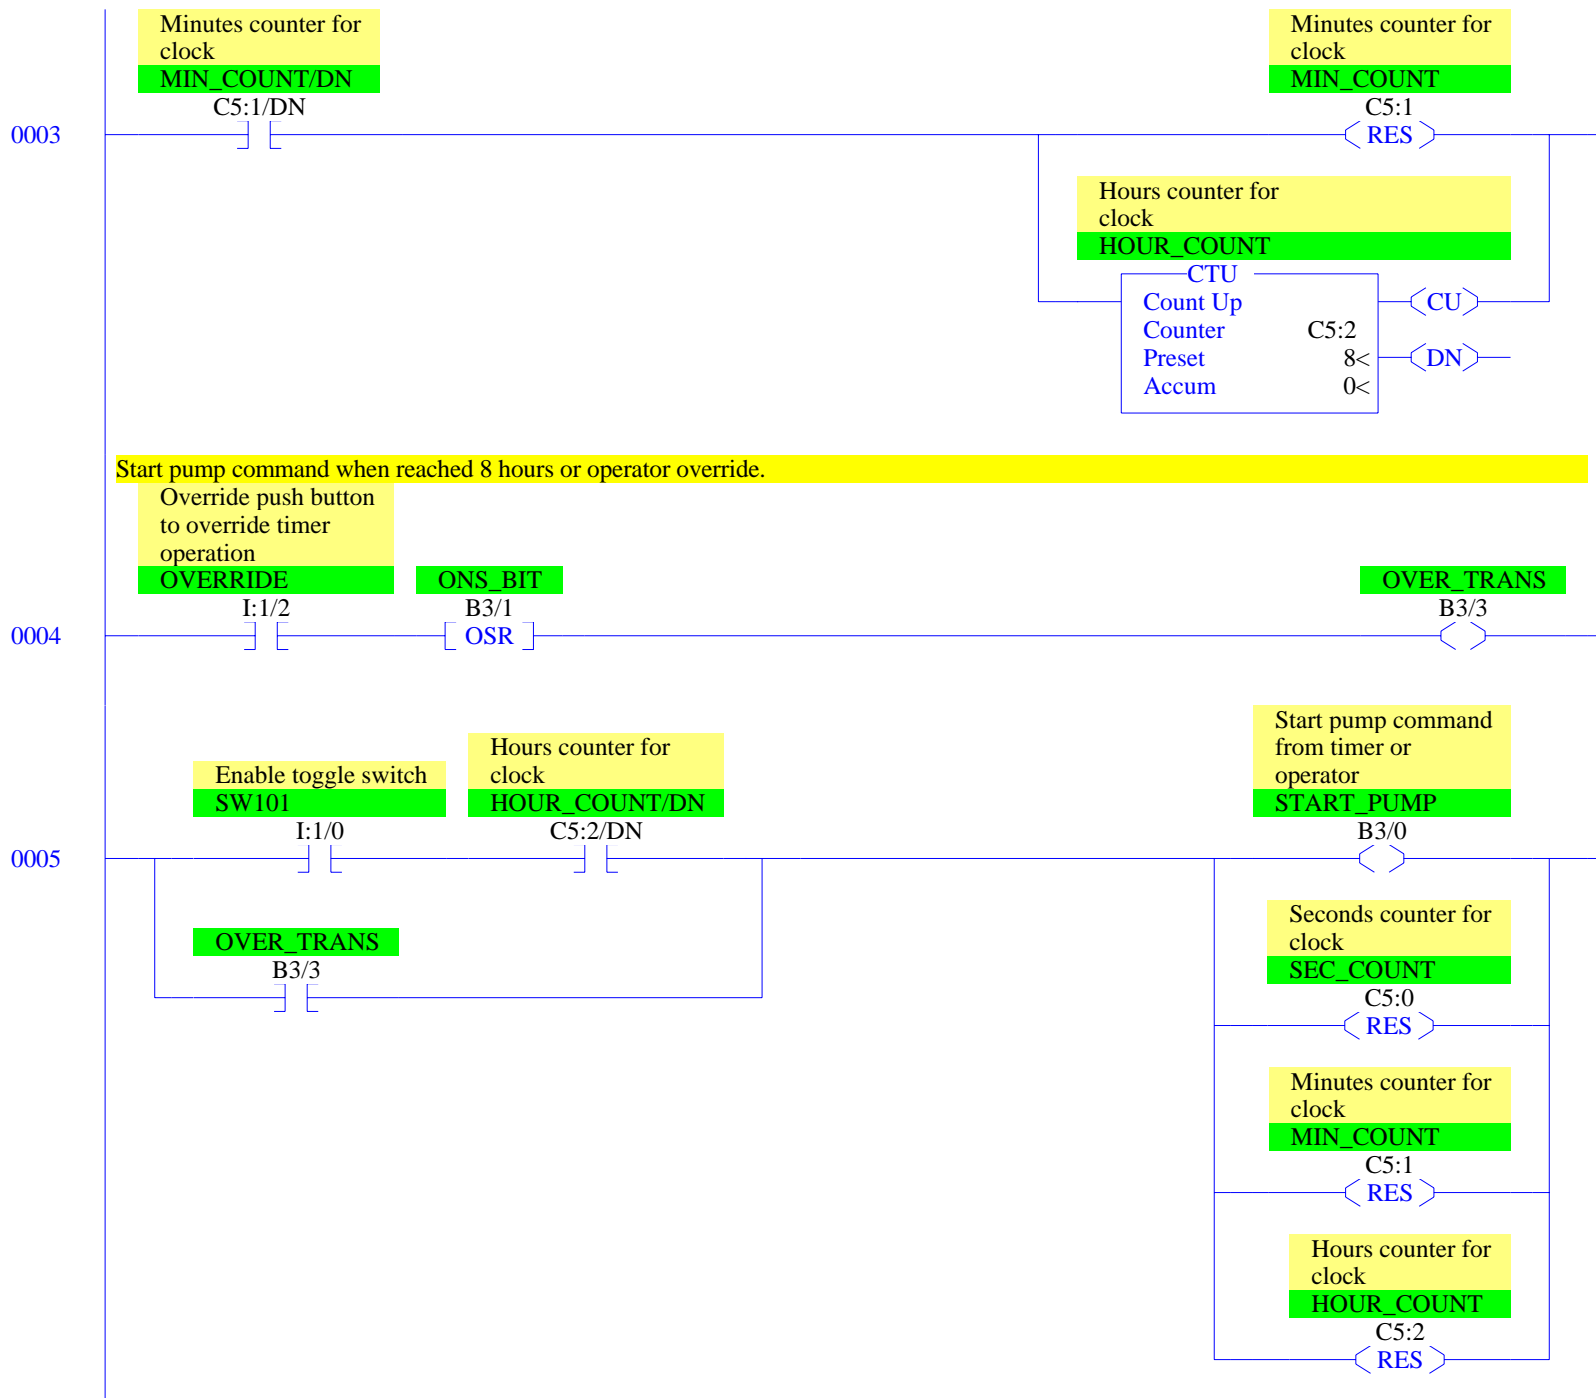 Minutes counter for
clock
MIN_COUNT/DN
C5:1/DN
0003
Minutes counter for
clock
MIN_COUNT
C5:1
RES
Hours counter for
clock
HOUR_COUNT
CTU
Count Up
CU
Counter C5:2
Preset 8<
DN
Accum 0<
Start pump command when reached 8 hours or operator override.
Override push button
to override timer
operation
OVERRIDE
I:1/2
ONS_BIT
B3/1
OSR
OVER_TRANS
B3/3
0004
Enable toggle switch
SW101
I:1/0
Hours counter for
clock
HOUR_COUNT/DN
C5:2/DN
Start pump command
from timer or
operator
START_PUMP
B3/0
0005
OVER_TRANS
B3/3
Seconds counter for
clock
SEC_COUNT
C5:0
RES
Minutes counter for
clock
MIN_COUNT
C5:1
RES
Hours counter for
clock
HOUR_COUNT
C5:2
RES